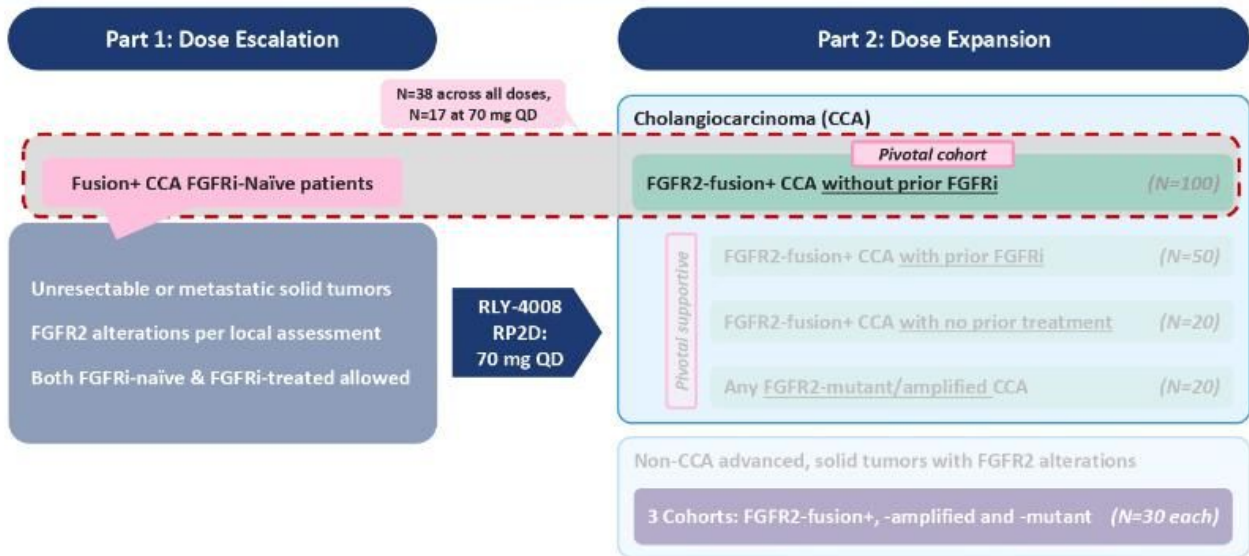 Part 1: Dose Escalation
Part 2: Dose Expansion
N=38 across all doses,
N=17 at 70 mg QD
Cholangiocarcinoma (CCA)
Pivotal cohort
Fusion+ CCA FGFRi-Naïve patients
FGFR2-fusion+ CCA without prior FGFRi (N=100)
Unresectable or metastatic solid tumors
FGFR2 alterations per local assessment
Both FGFRi-naïve & FGFRi-treated allowed
RLY-4008
RP2D:
70 mg QD
Pivotal supportive
FGFR2-fusion+ CCA with prior FGFRi (N=50)
FGFR2-fusion+ CCA with no prior treatment (N=20)
Any FGFR2-mutant/amplified CCA (N=20)
Non-CCA advanced, solid tumors with FGFR2 alterations
3 Cohorts: FGFR2-fusion+, -amplified and -mutant (N=30 each)